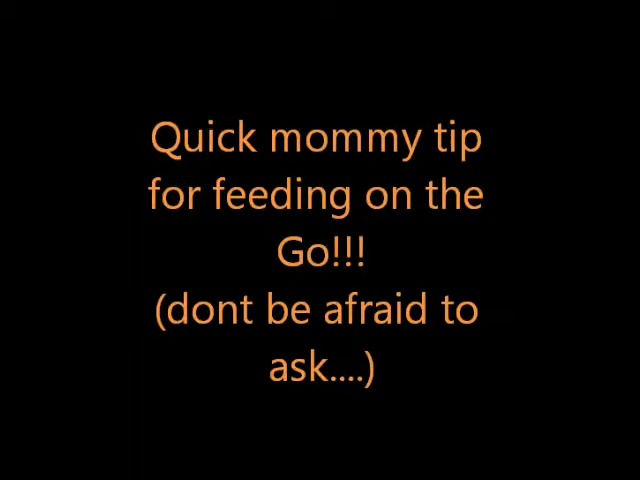 Quick mommy tip
for feeding on the
Go!!!
(dont be afraid to
ask....)